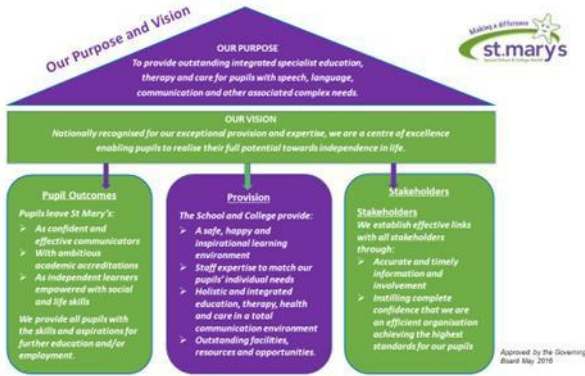 Our Purpose and Vision
Making a difference
st.mary's
OUR PURPOSE
To provide outstanding integrated specialist education,
therapy and care for pupils with speech, language,
communication and other associated complex needs.
OUR VISION
Nationally recognised for our exceptional provision and expertise, we are a centre of excellence
enabling pupils to realise their full potential towards independence in life.
Pupil Outcomes
Pupils leave St Mary's:
As confident and
effective communicators
With ambitious
academic accreditations
As independent learners
empowered with social
and life skills
We provide all pupils with
the skills and aspirations for
further education and/or
employment.
Provision
The School and College provide:
A safe, happy and
inspirational learning
environment
Staff expertise to match our
pupils' individual needs
Holistic and integrated
education, therapy, health
and care in a total
communication environment
Outstanding facilities,
resources and opportunities.
Stakeholders
Stakeholders
We establish effective links
with all stakeholders
through:
Accurate and timely
information and
involvement
Instilling complete
confidence that we are
an efficient organisation
achieving the highest
standards for our pupils
Approved by the Governing
Board May 2016